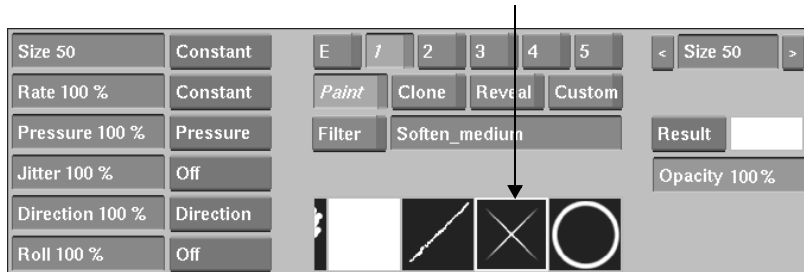 Size 50 Constant E 1 2 3 4 5 < Size 50 >
Rate 100 % Constant Paint Clone Reveal Custom
Pressure 100 % Pressure Filter Soften_medium Result
Jitter 100 % Off Opacity 100 %
Direction 100 % Direction
Roll 100 % Off